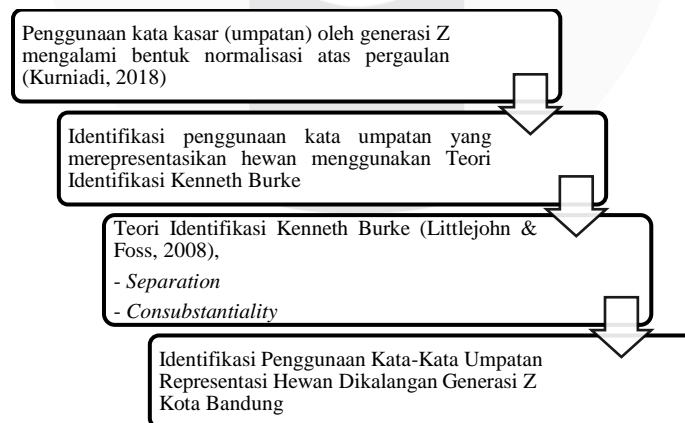 Penggunaan kata kasar (umpatan) oleh generasi Z
mengalami bentuk normalisasi atas pergaulan
(Kurniadi, 2018)
Identifikasi penggunaan kata umpatan yang
merepresentasikan hewan menggunakan Teori
Identifikasi Kenneth Burke
Teori Identifikasi Kenneth Burke (Littlejohn &
Foss, 2008),
- Separation
- Consubstantiality
Identifikasi Penggunaan Kata-Kata Umpatan
Representasi Hewan Dikalangan Generasi Z
Kota Bandung